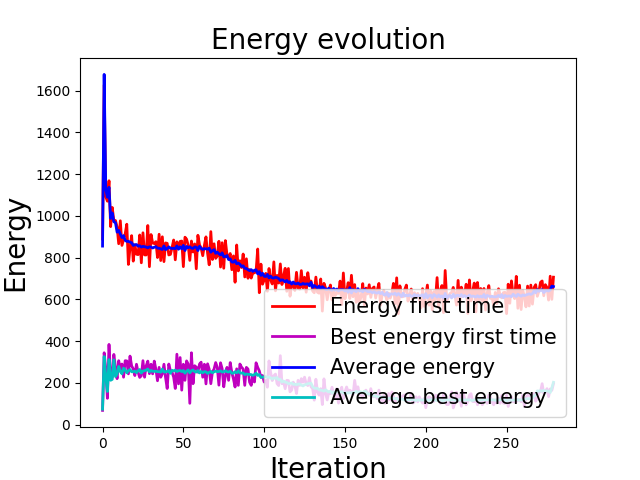 Energy evolution
Energy
1600
1400
1200
1000
800
600
400
200
0
Energy first time
Best energy first time
Average energy
Average best energy
0 50 100 150 200 250
Iteration